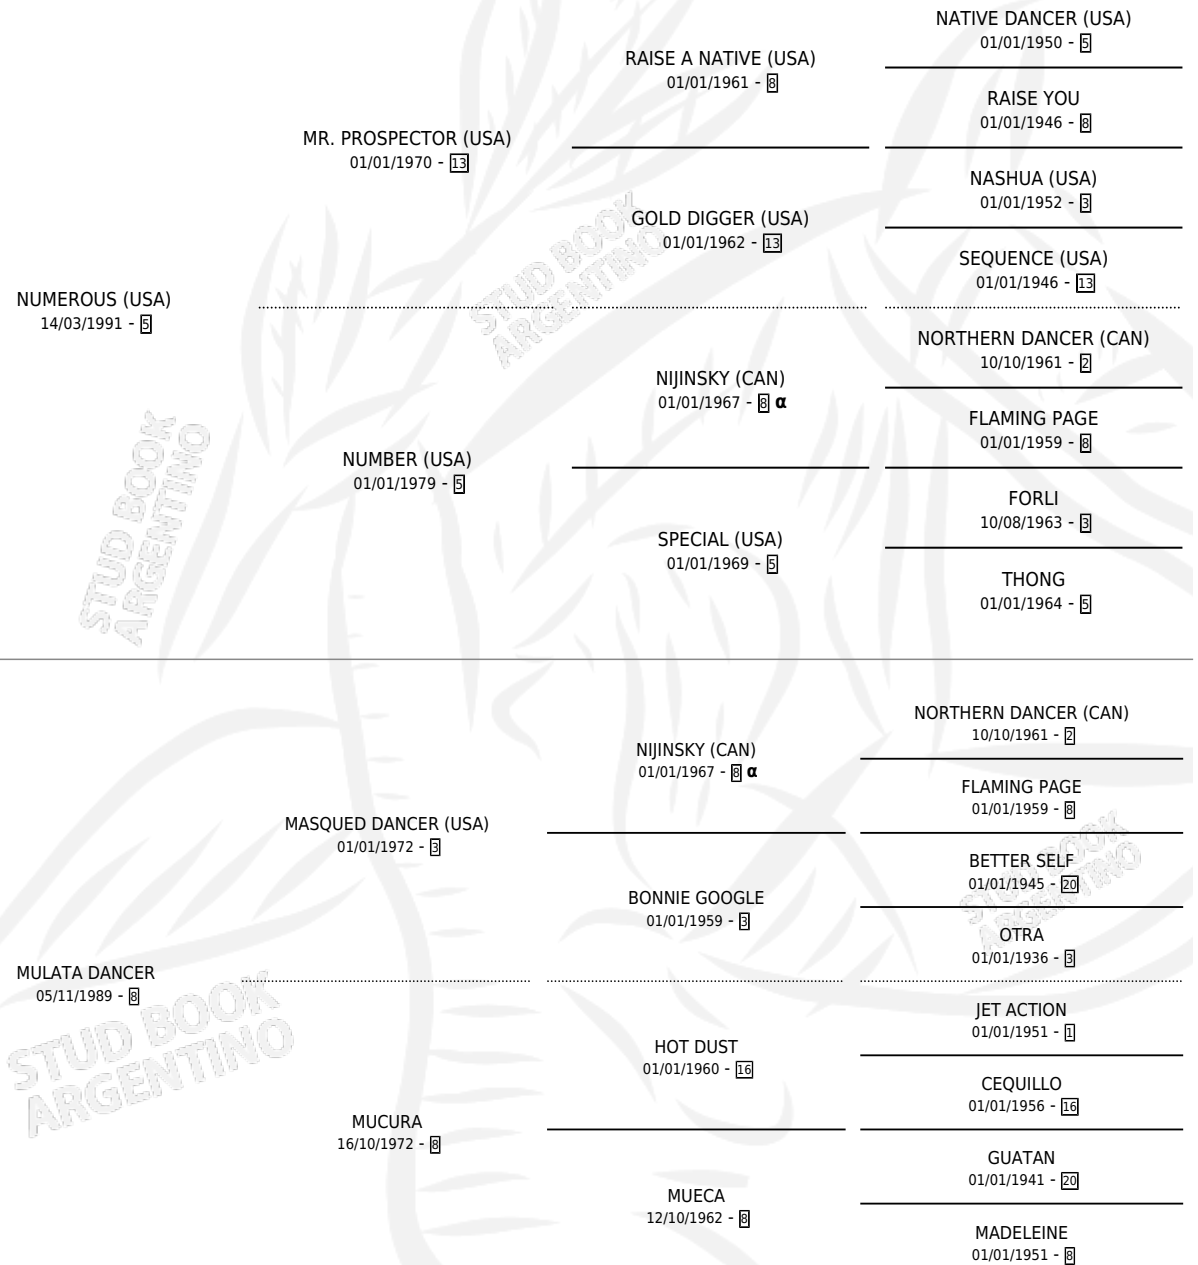 NATIVE DANCER (USA)
01/01/1950 - 5
RAISE A NATIVE (USA)
01/01/1961 - 8
RAISE YOU
01/01/1946 - 8
MR. PROSPECTOR (USA)
01/01/1970 - 13
NASHUA (USA)
01/01/1952 - 3
GOLD DIGGER (USA)
01/01/1962 - 13
SEQUENCE (USA)
01/01/1946 - 13
STUD BOOK
ARGENTINO
NUMEROUS (USA)
14/03/1991 - 5
NORTHERN DANCER (CAN)
10/10/1961 - 2
NIJINSKY (CAN)
01/01/1967 - 8 α
FLAMING PAGE
01/01/1959 - 8
NUMBER (USA)
01/01/1979 - 5
FORLI
10/08/1963 - 3
SPECIAL (USA)
01/01/1969 - 5
THONG
01/01/1964 - 5
STUD BOOK
ARGENTINO
NORTHERN DANCER (CAN)
10/10/1961 - 2
NIJINSKY (CAN)
01/01/1967 - 8 α
FLAMING PAGE
01/01/1959 - 8
MASQUED DANCER (USA)
01/01/1972 - 3
BETTER SELF
01/01/1945 - 20
BONNIE GOOGLE
01/01/1959 - 3
OTRA
01/01/1936 - 3
STUD BOOK
ARGENTINO
MULATA DANCER
05/11/1989 - 8
JET ACTION
01/01/1951 - 1
HOT DUST
01/01/1960 - 16
CEQUILLO
01/01/1956 - 16
MUCURA
16/10/1972 - 8
GUATAN
01/01/1941 - 20
MUECA
12/10/1962 - 8
MADELEINE
01/01/1951 - 8
STUD BOOK
ARGENTINO